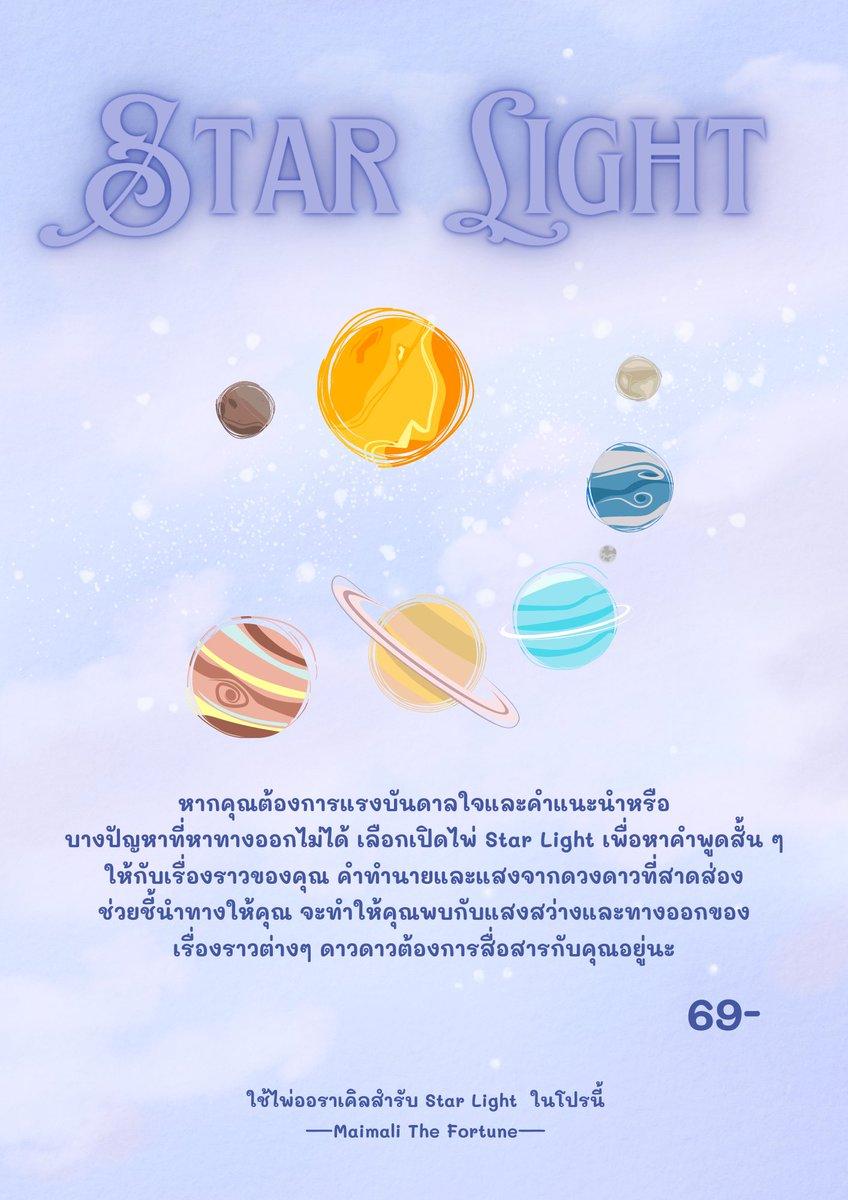 STAR LIGHT
หากคุณต้องการแรงบันดาลใจและคำแนะนำหรือ
บางปัญหาที่หาทางออกไม่ได้ เลือกเปิดไพ่ Star Light เพื่อหาคำพูดสั้น ๆ
ให้กับเรื่องราวของคุณ คำทำนายและแสงจากดวงดาวที่สาดส่อง
ช่วยชี้นำทางให้คุณ จะทำให้คุณพบกับแสงสว่างและทางออกของ
เรื่องราวต่างๆ ดาวดาวต้องการสื่อสารกับคุณอยู่นะ
69-
ใช้ไพ่ออราเคิลสำรับ Star Light ในโปรนี้
—Maimali The Fortune—